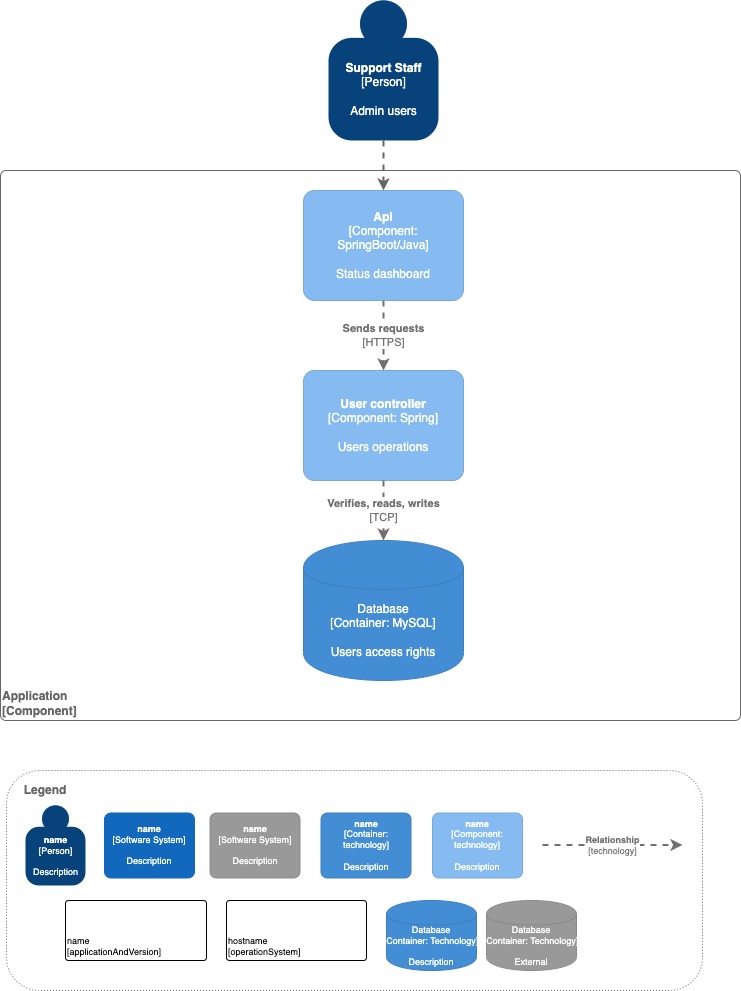 Support Staff
[Person]
Admin users
Api
[Component:
SpringBoot/Java]
Status dashboard
Sends requests
[HTTPS]
User controller
[Component: Spring]
Users operations
Verifies, reads, writes
[TCP]
Database
[Container: MySQL]
Users access rights
Application
[Component]
Legend
name
[Person]
Description
name
[Software System]
Description
name
[Software System]
Description
name
[Container:
technology]
Description
name
[Component:
technology]
Description
Relationship
[technology]
name
[applicationAndVersion]
hostname
[operationSystem]
Database
Container: Technology]
Description
Database
Container: Technology]
External